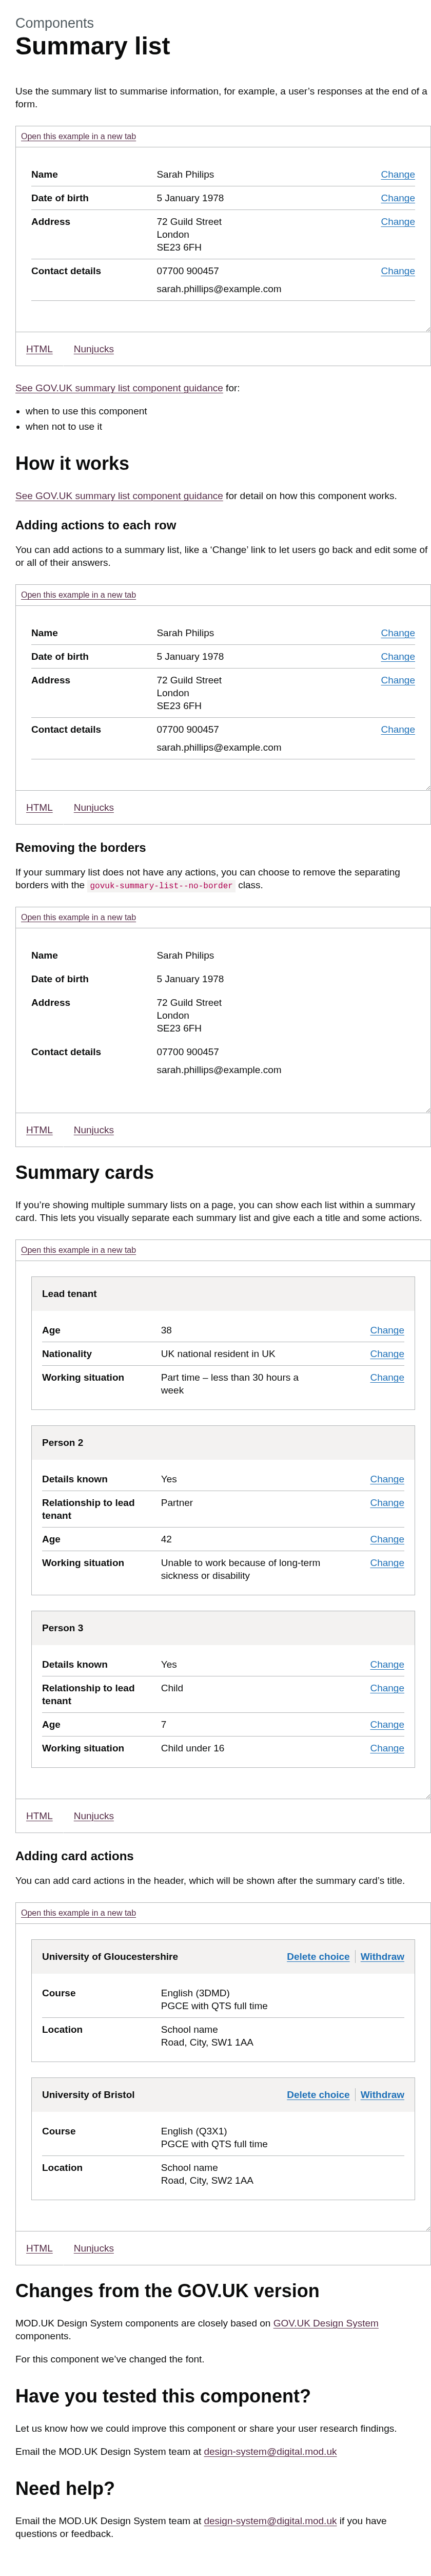 Components
Summary list
Use the summary list to summarise information, for example, a user’s responses at the end of a
form.
Open this example in a new tab
Name Sarah Philips Change
Date of birth 5 January 1978 Change
Address 72 Guild Street Change
London
SE23 6FH
Contact details 07700 900457 Change
sarah.phillips@example.com
HTML Nunjucks
See GOV.UK summary list component guidance for:
• when to use this component
• when not to use it
How it works
See GOV.UK summary list component guidance for detail on how this component works.
Adding actions to each row
You can add actions to a summary list, like a ‘Change’ link to let users go back and edit some of
or all of their answers.
Open this example in a new tab
Name Sarah Philips Change
Date of birth 5 January 1978 Change
Address 72 Guild Street Change
London
SE23 6FH
Contact details 07700 900457 Change
sarah.phillips@example.com
HTML Nunjucks
Removing the borders
If your summary list does not have any actions, you can choose to remove the separating
borders with the govuk-summary-list--no-border class.
Open this example in a new tab
Name Sarah Philips
Date of birth 5 January 1978
Address 72 Guild Street
London
SE23 6FH
Contact details 07700 900457
sarah.phillips@example.com
HTML Nunjucks
Summary cards
If you’re showing multiple summary lists on a page, you can show each list within a summary
card. This lets you visually separate each summary list and give each a title and some actions.
Open this example in a new tab
Lead tenant
Age 38 Change
Nationality UK national resident in UK Change
Working situation Part time – less than 30 hours a Change
week
Person 2
Details known Yes Change
Relationship to lead Partner Change
tenant
Age 42 Change
Working situation Unable to work because of long-term Change
sickness or disability
Person 3
Details known Yes Change
Relationship to lead Child Change
tenant
Age 7 Change
Working situation Child under 16 Change
HTML Nunjucks
Adding card actions
You can add card actions in the header, which will be shown after the summary card’s title.
Open this example in a new tab
University of Gloucestershire Delete choice Withdraw
Course English (3DMD)
PGCE with QTS full time
Location School name
Road, City, SW1 1AA
University of Bristol Delete choice Withdraw
Course English (Q3X1)
PGCE with QTS full time
Location School name
Road, City, SW2 1AA
HTML Nunjucks
Changes from the GOV.UK version
MOD.UK Design System components are closely based on GOV.UK Design System
components.
For this component we’ve changed the font.
Have you tested this component?
Let us know how we could improve this component or share your user research findings.
Email the MOD.UK Design System team at design-system@digital.mod.uk
Need help?
Email the MOD.UK Design System team at design-system@digital.mod.uk if you have
questions or feedback.